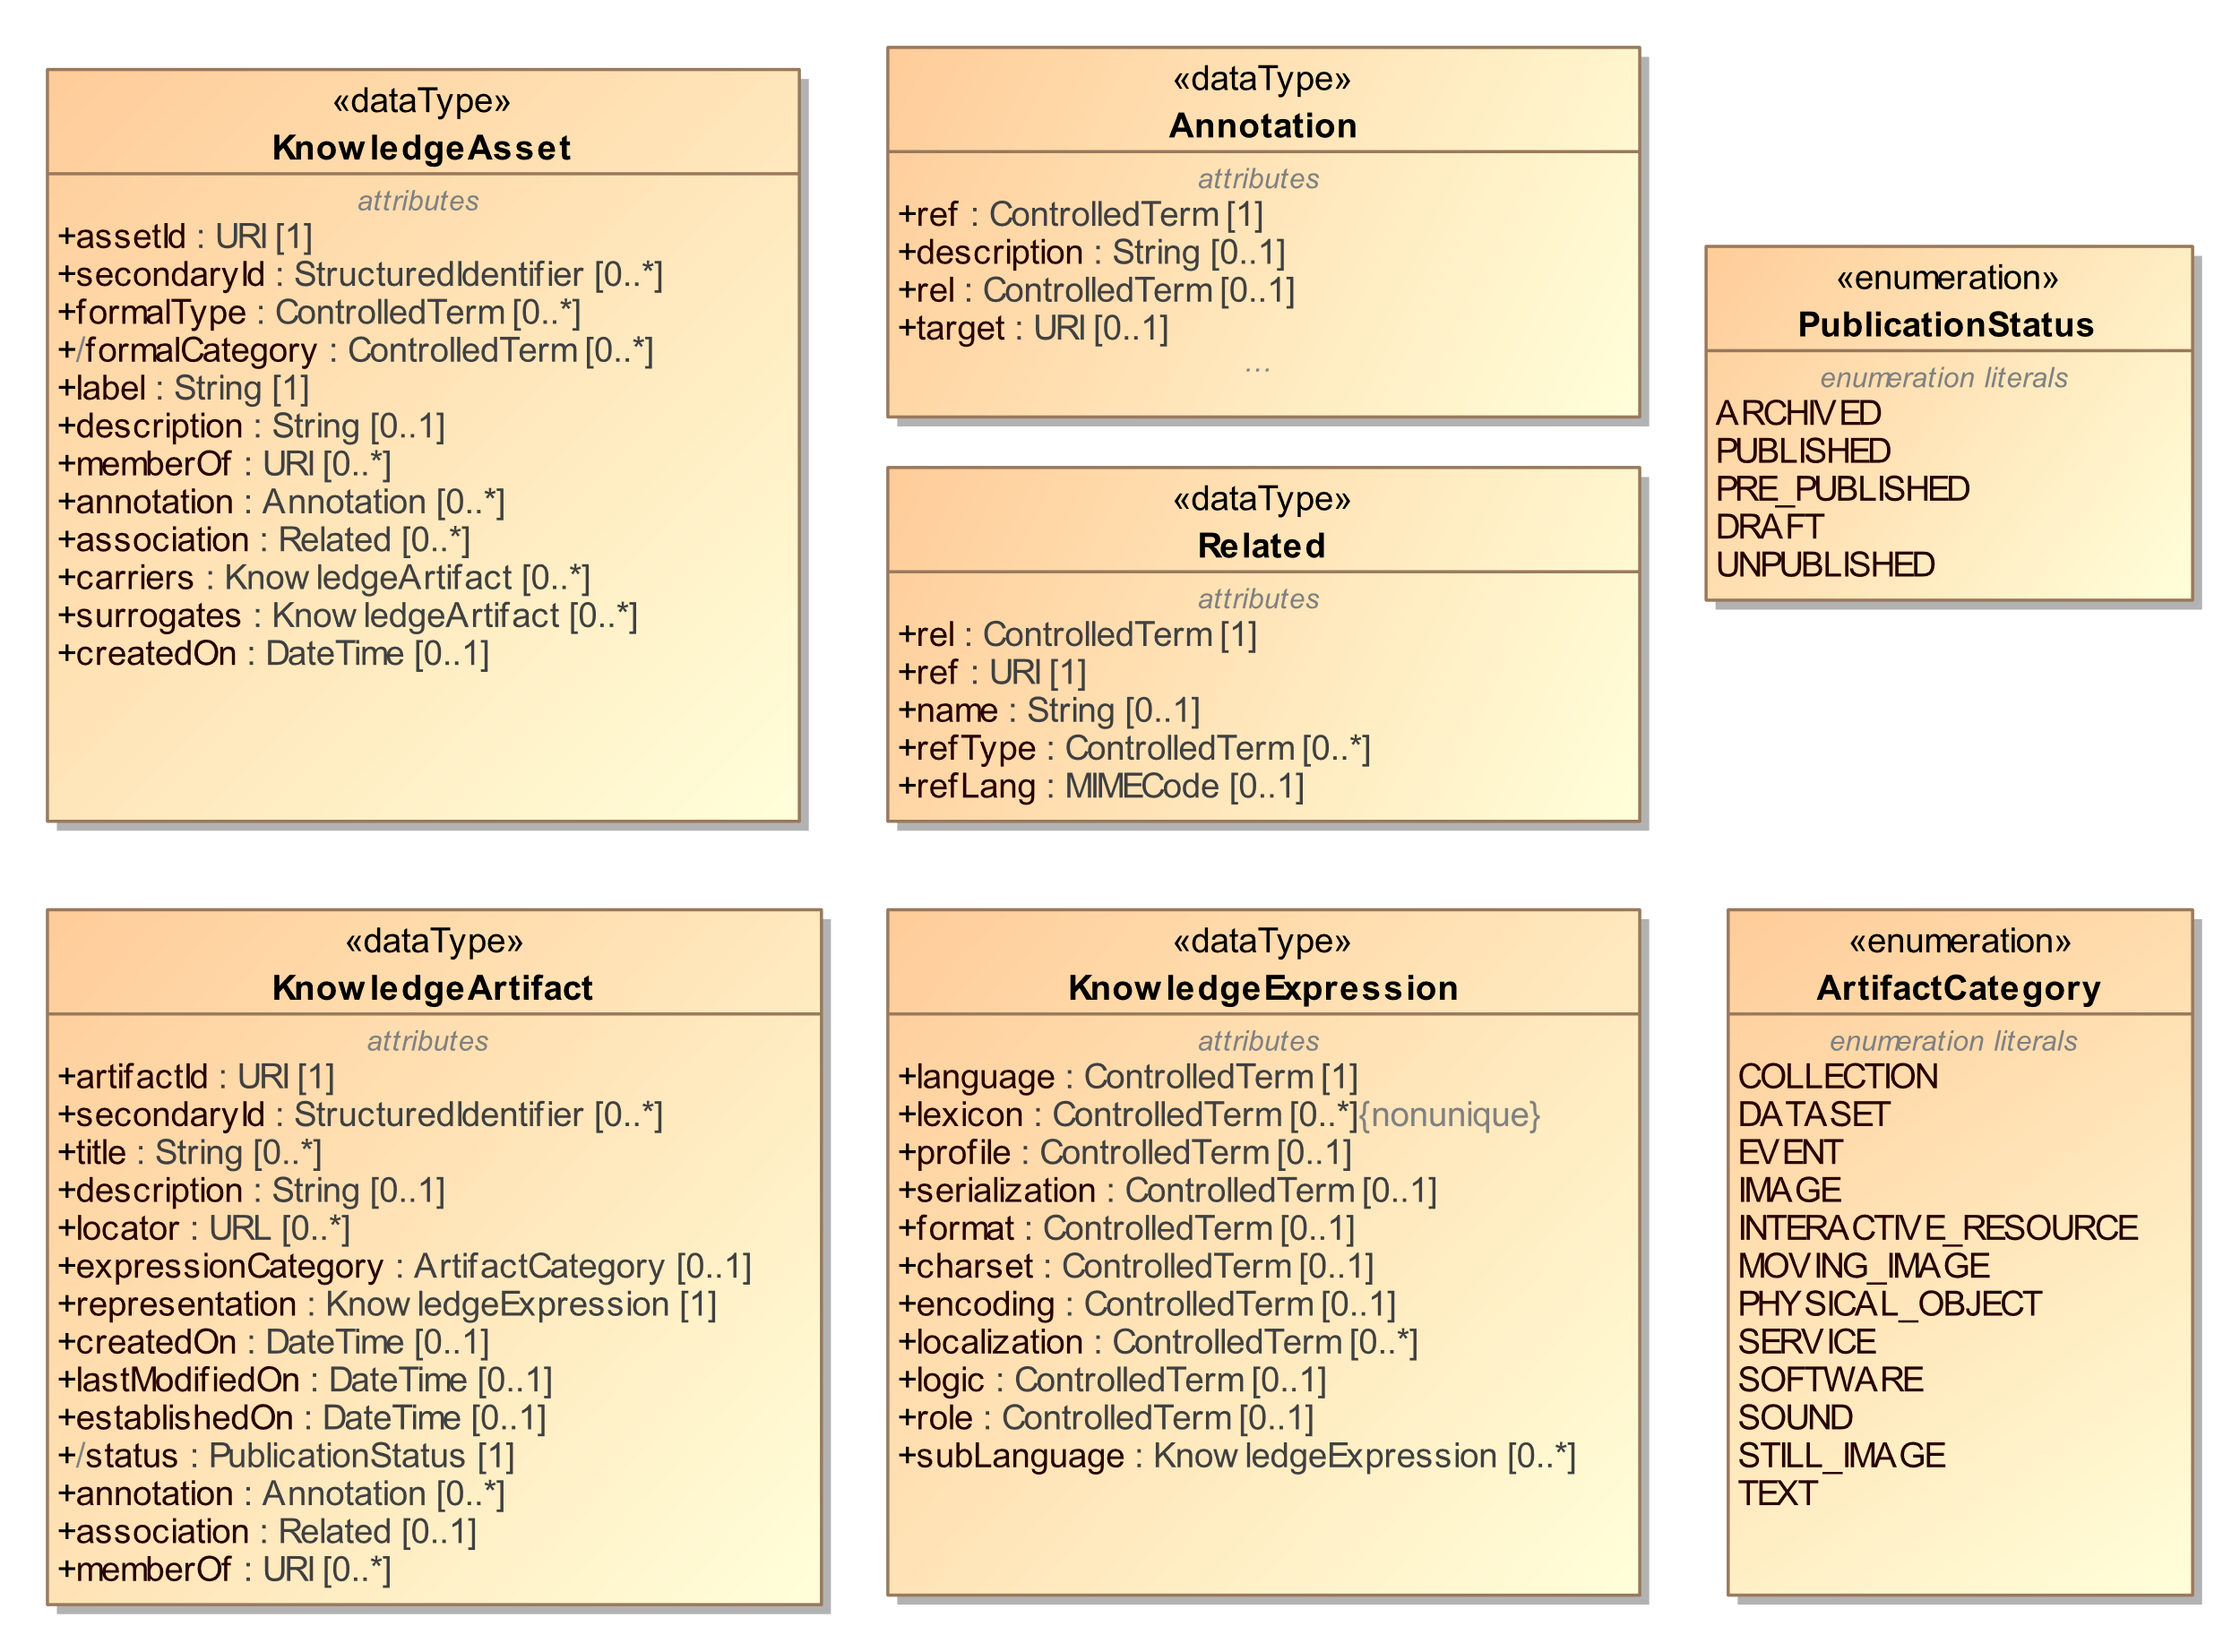 «dataType»
KnowledgeAsset
attributes
+assetId : URI [1]
+secondaryId : StructuredIdentifier [0..*]
+formalType : ControlledTerm [0..*]
+/formalCategory : ControlledTerm [0..*]
+label : String [1]
+description : String [0..1]
+memberOf : URI [0..*]
+annotation : Annotation [0..*]
+association : Related [0..*]
+carriers : KnowledgeArtifact [0..*]
+surrogates : KnowledgeArtifact [0..*]
+createdOn : DateTime [0..1]
«dataType»
Annotation
attributes
+ref : ControlledTerm [1]
+description : String [0..1]
+rel : ControlledTerm [0..1]
+target : URI [0..1]
...
«dataType»
Related
attributes
+rel : ControlledTerm [1]
+ref : URI [1]
+name : String [0..1]
+refType : ControlledTerm [0..*]
+refLang : MIMECode [0..1]
«enumeration»
PublicationStatus
enumeration literals
ARCHIVED
PUBLISHED
PRE_PUBLISHED
DRAFT
UNPUBLISHED
«dataType»
KnowledgeArtifact
attributes
+artifactId : URI [1]
+secondaryId : StructuredIdentifier [0..*]
+title : String [0..*]
+description : String [0..1]
+locator : URL [0..*]
+expressionCategory : ArtifactCategory [0..1]
+representation : KnowledgeExpression [1]
+createdOn : DateTime [0..1]
+lastModifiedOn : DateTime [0..1]
+establishedOn : DateTime [0..1]
+/status : PublicationStatus [1]
+annotation : Annotation [0..*]
+association : Related [0..1]
+memberOf : URI [0..*]
«dataType»
KnowledgeExpression
attributes
+language : ControlledTerm [1]
+lexicon : ControlledTerm [0..*]{nonunique}
+profile : ControlledTerm [0..1]
+serialization : ControlledTerm [0..1]
+format : ControlledTerm [0..1]
+charset : ControlledTerm [0..1]
+encoding : ControlledTerm [0..1]
+localization : ControlledTerm [0..*]
+logic : ControlledTerm [0..1]
+role : ControlledTerm [0..1]
+subLanguage : KnowledgeExpression [0..*]
«enumeration»
ArtifactCategory
enumeration literals
COLLECTION
DATASET
EVENT
IMAGE
INTERACTIVE_RESOURCE
MOVING_IMAGE
PHYSICAL_OBJECT
SERVICE
SOFTWARE
SOUND
STILL_IMAGE
TEXT